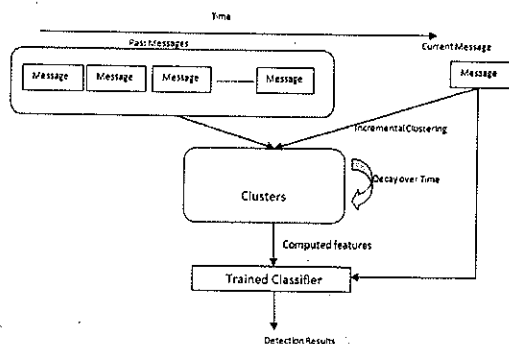 Time
Pass Messages
Current Message
Message
Message
Message
Message
Message
Incremental Clustering
Clusters
Decay over Time
Computed features
Trained Classifier
Detection Results